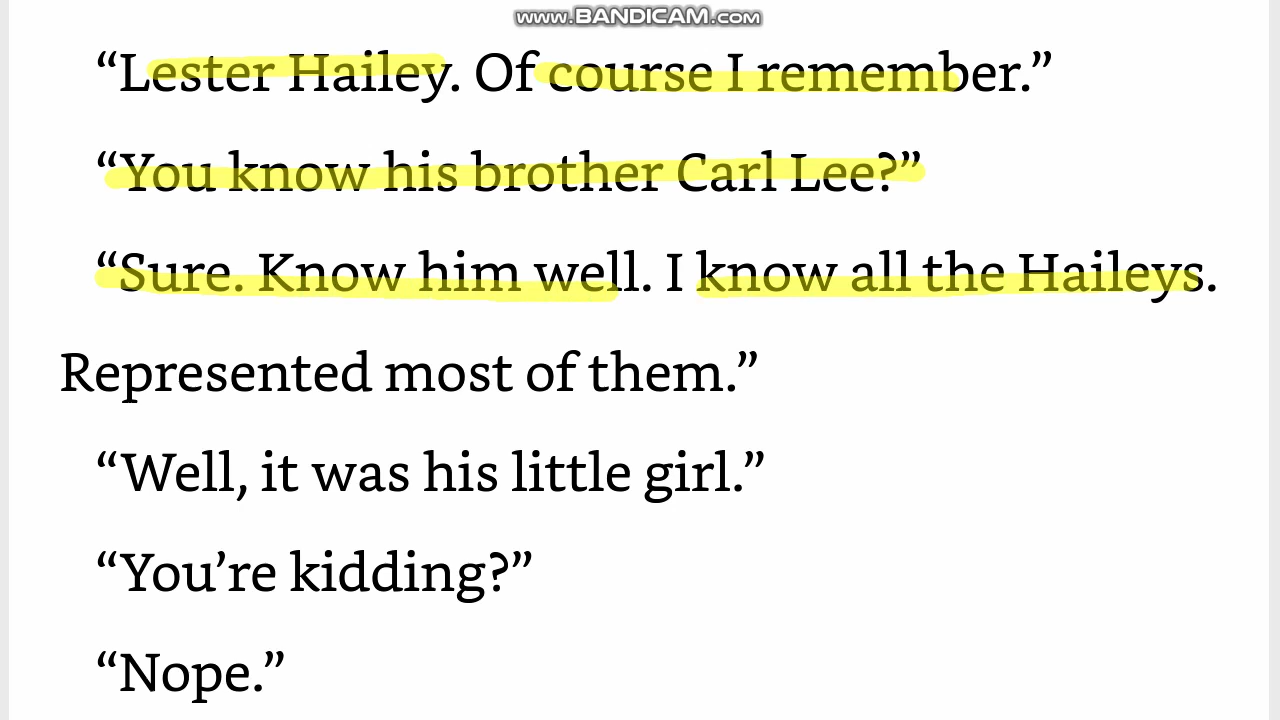 www.BANDICAM.com
“Lester Hailey. Of course I remember.”
“You know his brother Carl Lee?”
“Sure. Know him well. I know all the Haileys.
Represented most of them.”
“Well, it was his little girl.”
“You’re kidding?”
“Nope.”